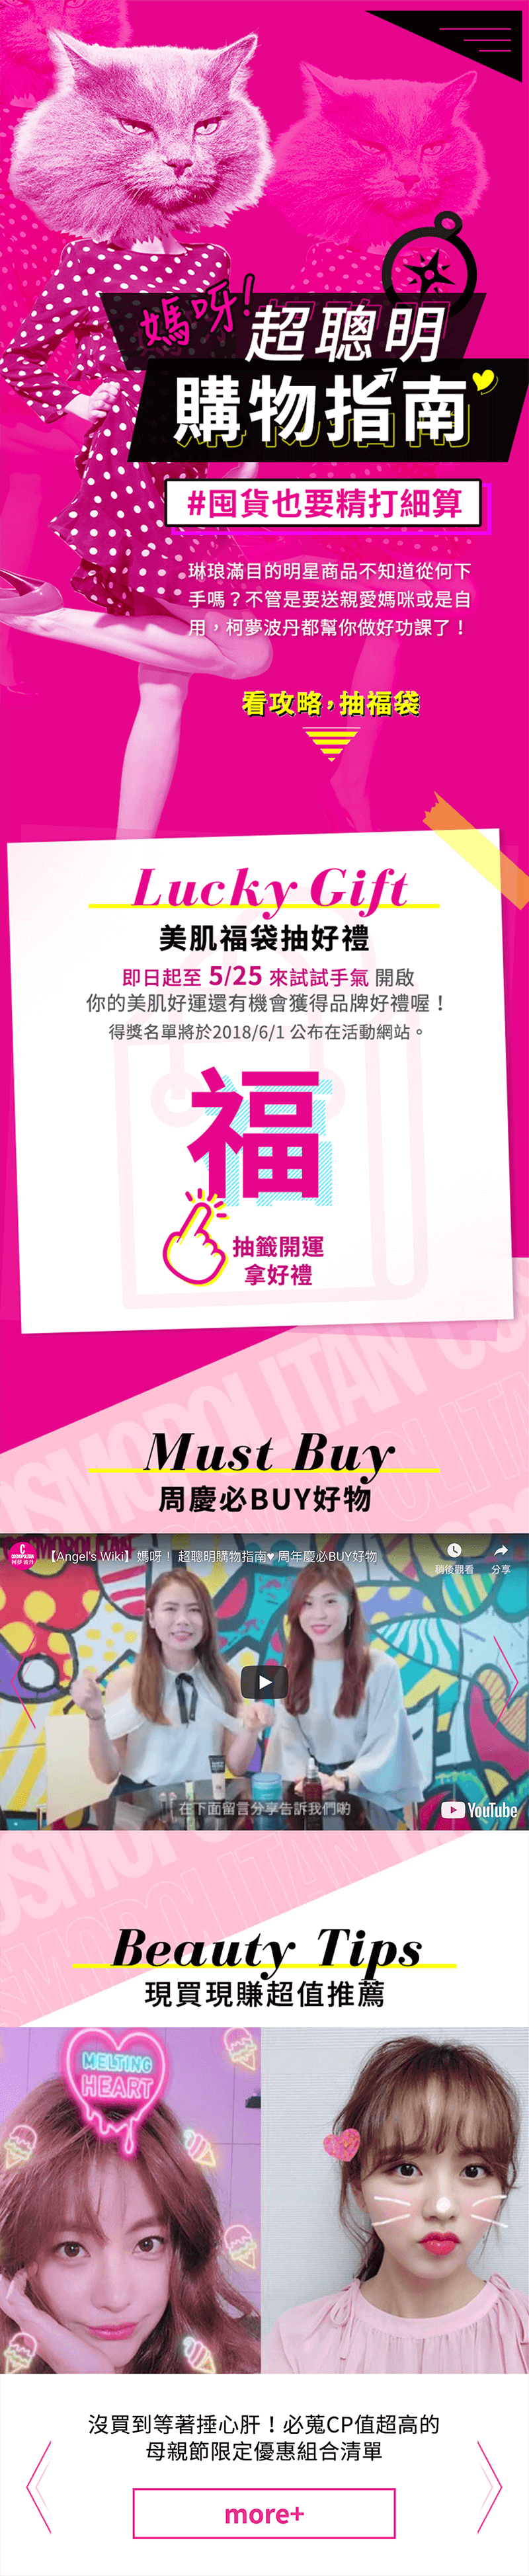 媽呀!
超聰明
購物指南
#囤貨也要精打細算
琳琅滿目的明星商品不知道從何下
手嗎？不管是要送親愛媽咪或是自
用，柯夢波丹都幫你做好功課了！
看攻略，抽福袋
Lucky Gift
美肌福袋抽好禮
即日起至 5/25 來試試手氣 開啟
你的美肌好運還有機會獲得品牌好禮喔！
得獎名單將於2018/6/1 公布在活動網站。
福
抽籤開運
拿好禮
COSMOPOLITAN
Must Buy
周慶必BUY好物
COSMOPOLITAN
【Angel's Wiki】媽呀！ 超聰明購物指南♥ 周年慶必BUY好物
稍後觀看
分享
在下面留言分享告訴我們喲
YouTube
COSMOPOLITAN
Beauty Tips
現買現賺超值推薦
MELTING
HEART
沒買到等著捶心肝！必蒐CP值超高的
母親節限定優惠組合清單
more+